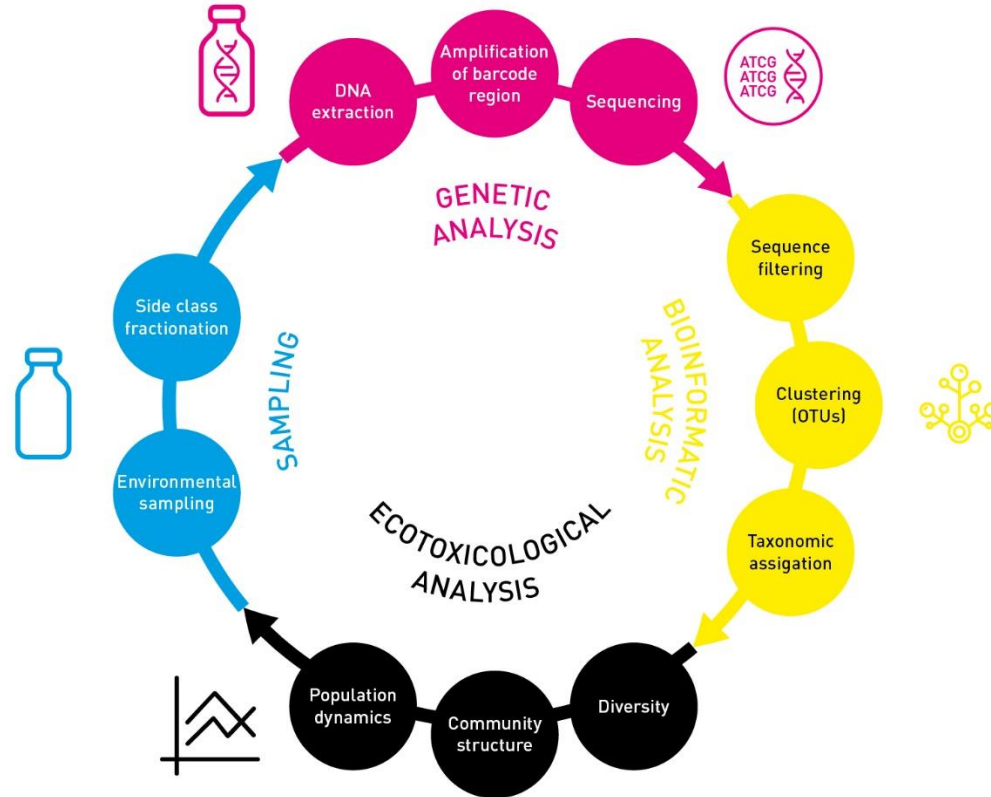 DNA
extraction
Amplification
of barcode
region
Sequencing
ATCG
ATCG
ATCG
GENETIC
ANALYSIS
Sequence
filtering
Clustering
(OTUs)
Taxonomic
assigation
BIOINFORMATIC
ANALYSIS
Diversity
Community
structure
Population
dynamics
ECOTOXICOLOGICAL
ANALYSIS
Environmental
sampling
Side class
fractionation
SAMPLING